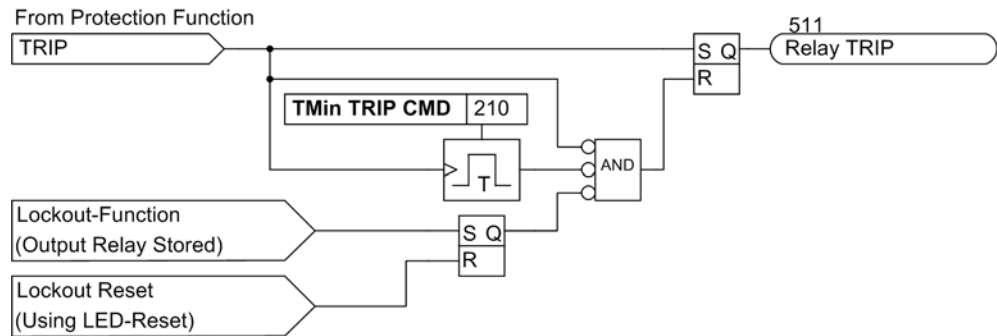 From Protection Function
TRIP
511
S Q
Relay TRIP
R
TMin TRIP CMD 210
AND
T
Lockout-Function
(Output Relay Stored)
S Q
R
Lockout Reset
(Using LED-Reset)